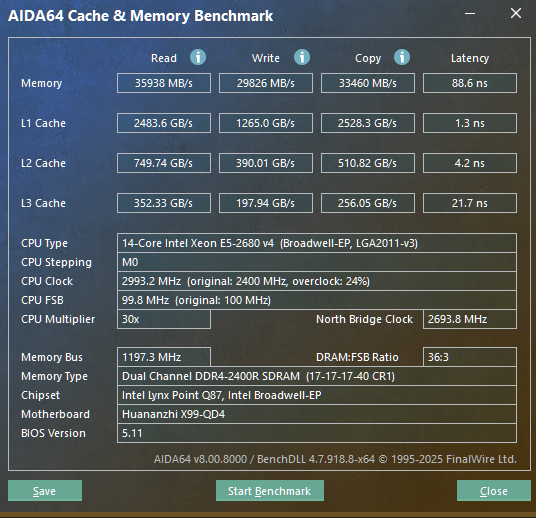 AIDA64 Cache & Memory Benchmark
Read Write Copy Latency
Memory 35938 MB/s 29826 MB/s 33460 MB/s 88.6 ns
L1 Cache 2483.6 GB/s 1265.0 GB/s 2528.3 GB/s 1.3 ns
L2 Cache 749.74 GB/s 390.01 GB/s 510.82 GB/s 4.2 ns
L3 Cache 352.33 GB/s 197.94 GB/s 256.05 GB/s 21.7 ns
CPU Type 14-Core Intel Xeon E5-2680 v4 (Broadwell-EP, LGA2011-v3)
CPU Stepping M0
CPU Clock 2993.2 MHz (original: 2400 MHz, overclock: 24%)
CPU FSB 99.8 MHz (original: 100 MHz)
CPU Multiplier 30x North Bridge Clock 2693.8 MHz
Memory Bus 1197.3 MHz DRAM:FSB Ratio 36:3
Memory Type Dual Channel DDR4-2400R SDRAM (17-17-17-40 CR1)
Chipset Intel Lynx Point Q87, Intel Broadwell-EP
Motherboard Huananzhi X99-QD4
BIOS Version 5.11
AIDA64 v8.00.8000 / BenchDLL 4.7.918.8-x64 © 1995-2025 FinalWire Ltd.
Save Start Benchmark Close